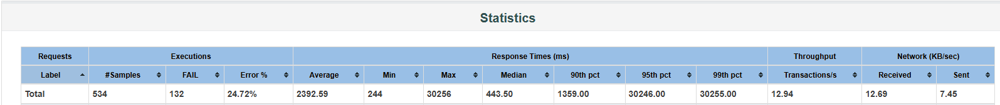 Statistics
Requests Executions Response Times (ms) Throughput Network (KB/sec)
Label #Samples FAIL Error % Average Min Max Median 90th pct 95th pct 99th pct Transactions/s Received Sent
Total 534 132 24.72% 2392.59 244 30256 443.50 1359.00 30246.00 30255.00 12.94 12.69 7.45